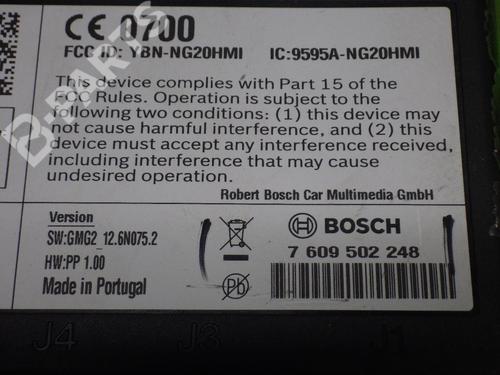 CE 0700
FCC ID: YBN-NG20HMI IC:9595A-NG20HMI
This device complies with Part 15 of the
FCC Rules. Operation is subject to the
following two conditions: (1) this device may
not cause harmful interference, and (2) this
device must accept any interference received,
including interference that may cause
undesired operation.
Robert Bosch Car Multimedia GmbH
Version
SW:GMG2_12.6N075.2
HW:PP 1.00
Made in Portugal
Pb
BOSCH
7 609 502 248
J4 J3 J1
B-PARTS